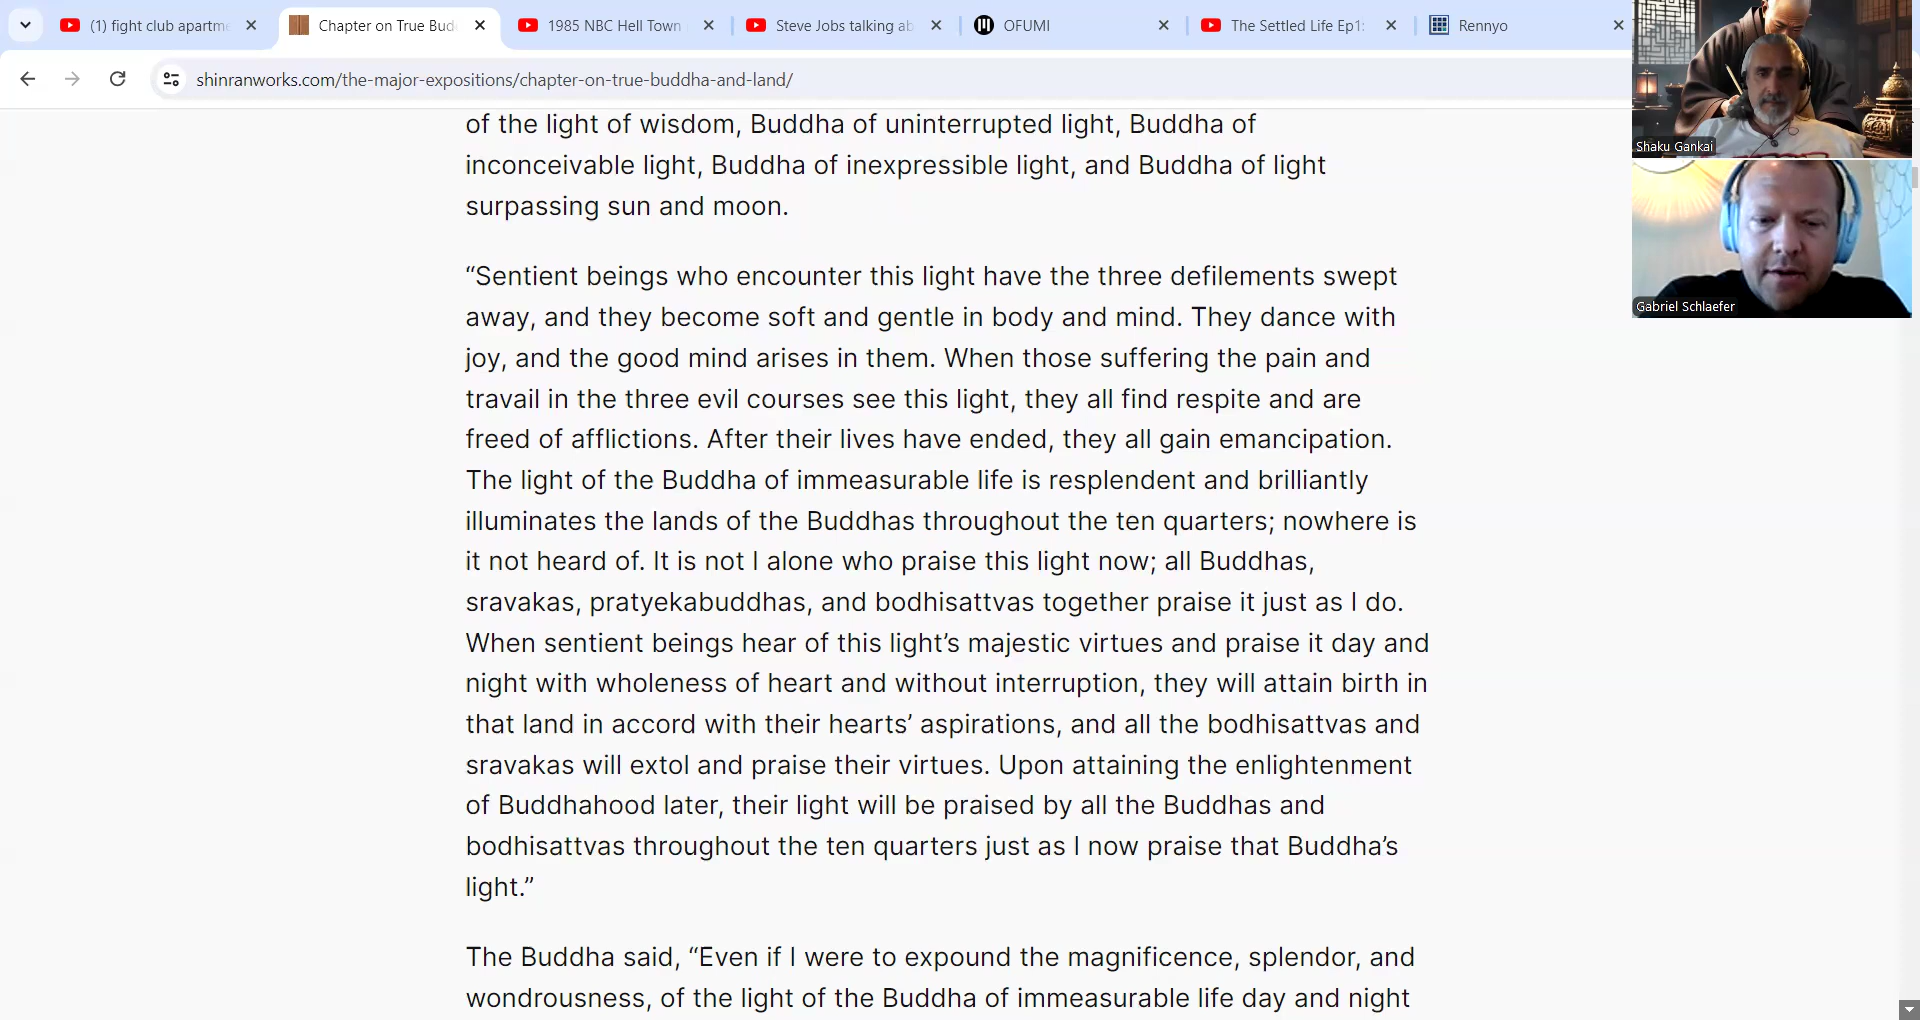 (1) fight club apartme
Chapter on True Bud
1985 NBC Hell Town
Steve Jobs talking ab
OFUMI
The Settled Life Ep1:
Rennyo
shinranworks.com/the-major-expositions/chapter-on-true-buddha-and-land/
of the light of wisdom, Buddha of uninterrupted light, Buddha of
inconceivable light, Buddha of inexpressible light, and Buddha of light
surpassing sun and moon.
“Sentient beings who encounter this light have the three defilements swept
away, and they become soft and gentle in body and mind. They dance with
joy, and the good mind arises in them. When those suffering the pain and
travail in the three evil courses see this light, they all find respite and are
freed of afflictions. After their lives have ended, they all gain emancipation.
The light of the Buddha of immeasurable life is resplendent and brilliantly
illuminates the lands of the Buddhas throughout the ten quarters; nowhere is
it not heard of. It is not I alone who praise this light now; all Buddhas,
sravakas, pratyekabuddhas, and bodhisattvas together praise it just as I do.
When sentient beings hear of this light’s majestic virtues and praise it day and
night with wholeness of heart and without interruption, they will attain birth in
that land in accord with their hearts’ aspirations, and all the bodhisattvas and
sravakas will extol and praise their virtues. Upon attaining the enlightenment
of Buddhahood later, their light will be praised by all the Buddhas and
bodhisattvas throughout the ten quarters just as I now praise that Buddha’s
light.”
The Buddha said, “Even if I were to expound the magnificence, splendor, and
wondrousness, of the light of the Buddha of immeasurable life day and night
Shaku Gankai
Gabriel Schlaefer